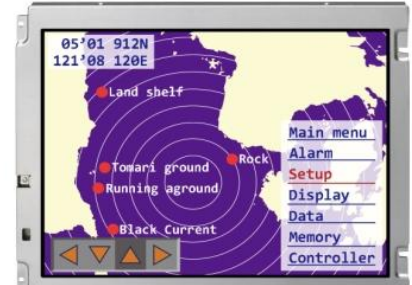 05'01 912N
121'08 120E
Land shelf
Tomari ground
Running aground
Black Current
Rock
Main menu
Alarm
Setup
Display
Data
Memory
Controller